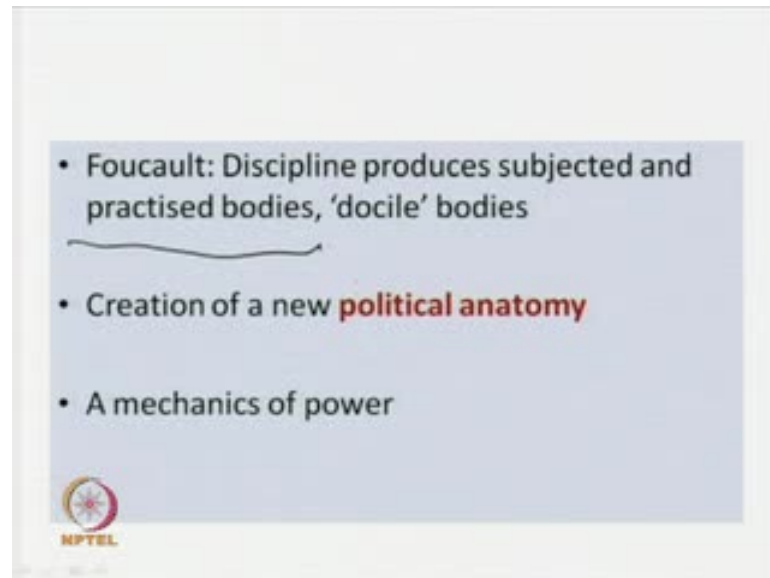 • Foucault: Discipline produces subjected and
practised bodies, ‘docile’ bodies
• Creation of a new political anatomy
• A mechanics of power
NPTEL